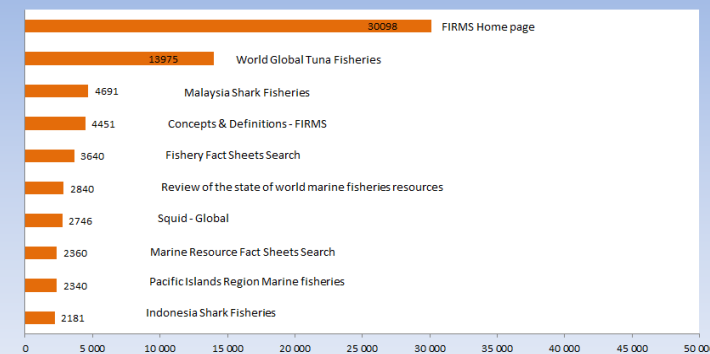 30098 FIRMS Home page
13975 World Global Tuna Fisheries
4691 Malaysia Shark Fisheries
4451 Concepts & Definitions - FIRMS
3640 Fishery Fact Sheets Search
2840 Review of the state of world marine fisheries resources
2746 Squid - Global
2360 Marine Resource Fact Sheets Search
2340 Pacific Islands Region Marine fisheries
2181 Indonesia Shark Fisheries
0 5 000 10 000 15 000 20 000 25 000 30 000 35 000 40 000 45 000 50 000